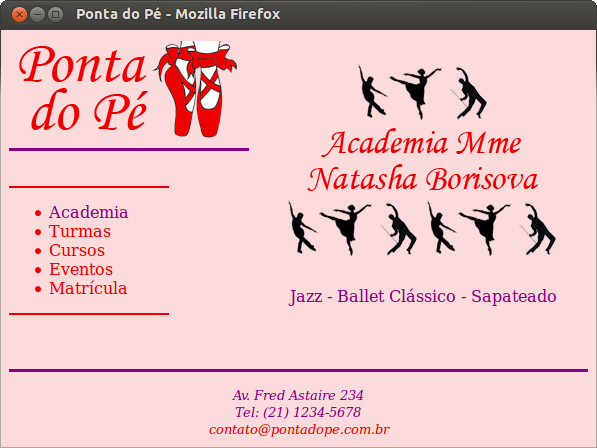 Ponta do Pé - Mozilla Firefox
Ponta
do Pé
Academia
Turmas
Cursos
Eventos
Matrícula
Academia Mme
Natasha Borisova
Jazz - Ballet Clássico - Sapateado
Av. Fred Astaire 234
Tel: (21) 1234-5678
contato@pontadope.com.br